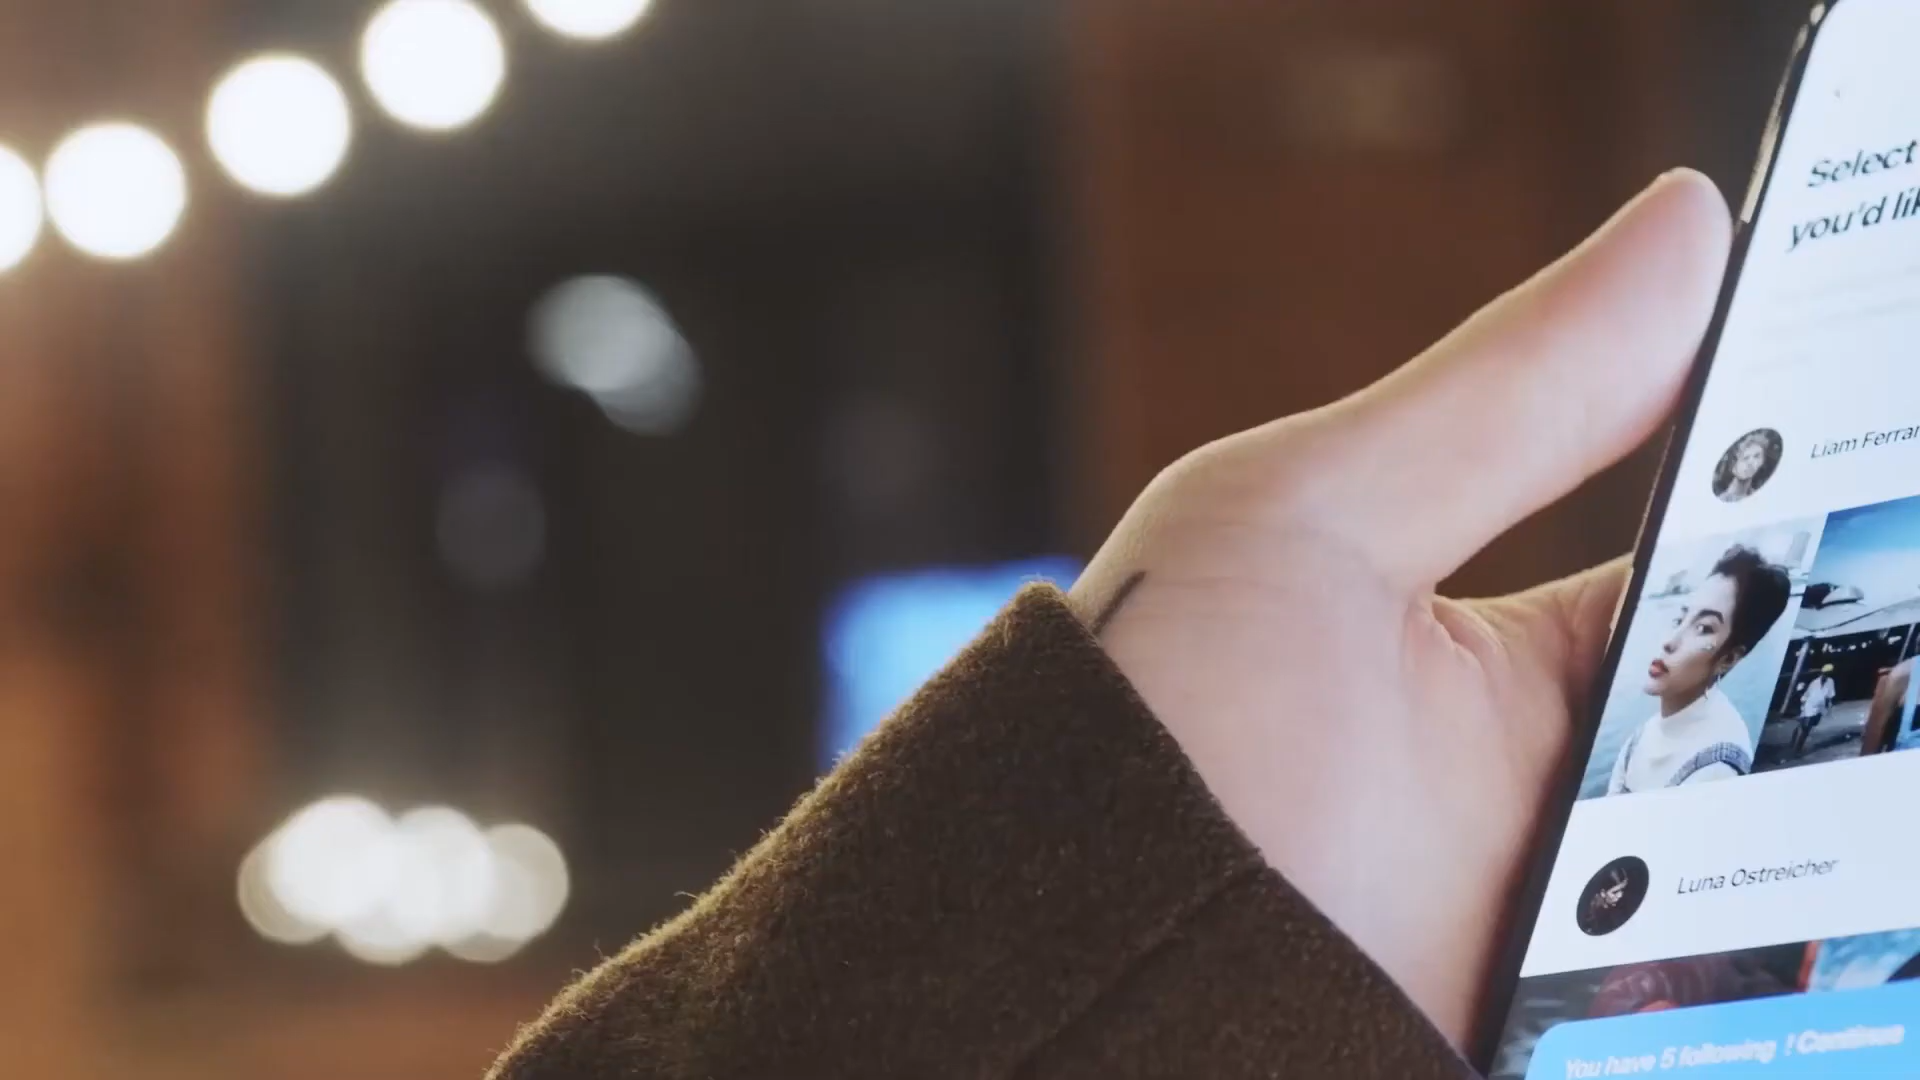 Select
you'd lik
Liam Ferrar
Luna Ostreicher
You have 5 following ! Continue